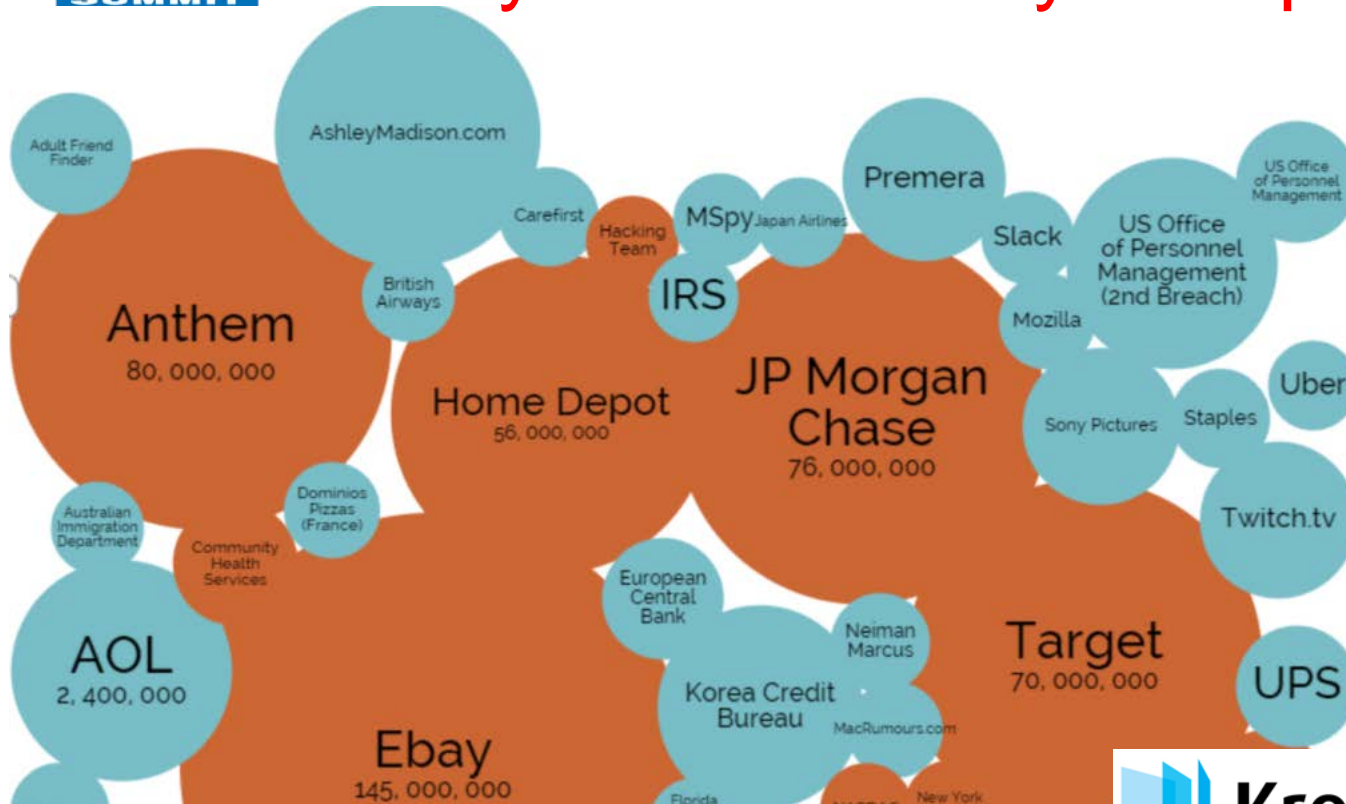 SUMMIT
Adult Friend
Finder
AshleyMadison.com
Premera
US Office
of Personnel
Management
Carefirst
Hacking
Team
MSpy
Japan Airlines
Slack
US Office
of Personnel
Management
(2nd Breach)
British
Airways
IRS
Mozilla
Anthem
80, 000, 000
Home Depot
56, 000, 000
JP Morgan
Chase
76, 000, 000
Sony Pictures
Staples
Uber
Twitch.tv
Australian
Immigration
Department
Dominios
Pizzas
(France)
Community
Health
Services
European
Central
Bank
AOL
2, 400, 000
Neiman
Marcus
Target
70, 000, 000
UPS
Korea Credit
Bureau
MacRumours.com
Ebay
145, 000, 000
Florida
New York